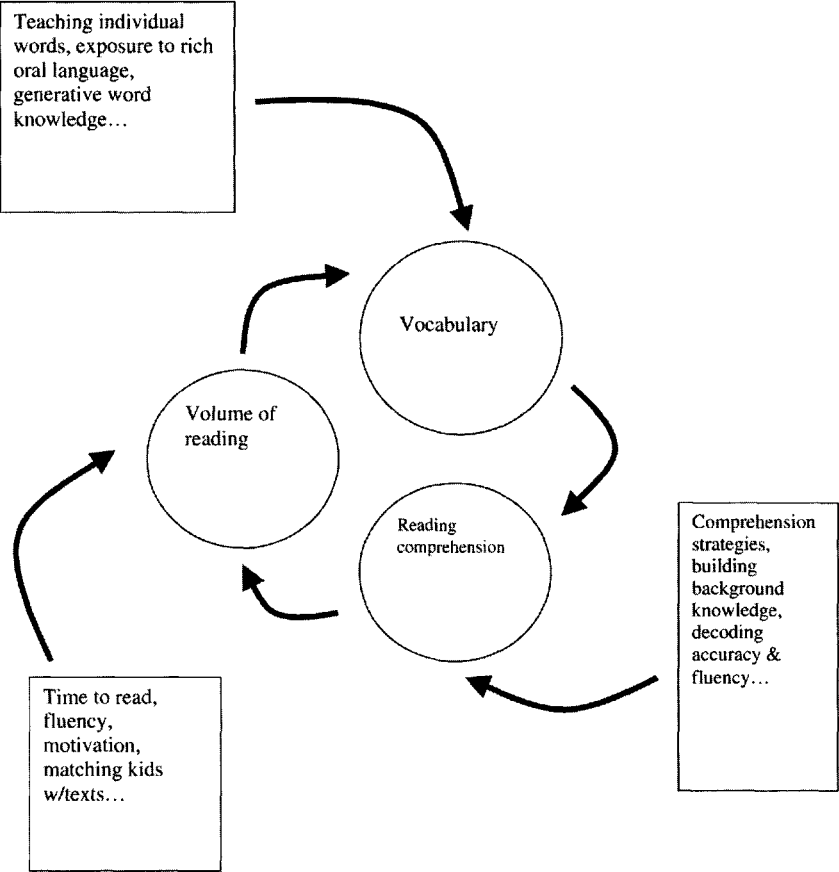 Teaching individual
words, exposure to rich
oral language,
generative word
knowledge...
Vocabulary
Volume of
reading
Reading
comprehension
Comprehension
strategies,
building
background
knowledge,
decoding
accuracy &
fluency...
Time to read,
fluency,
motivation,
matching kids
w/texts...